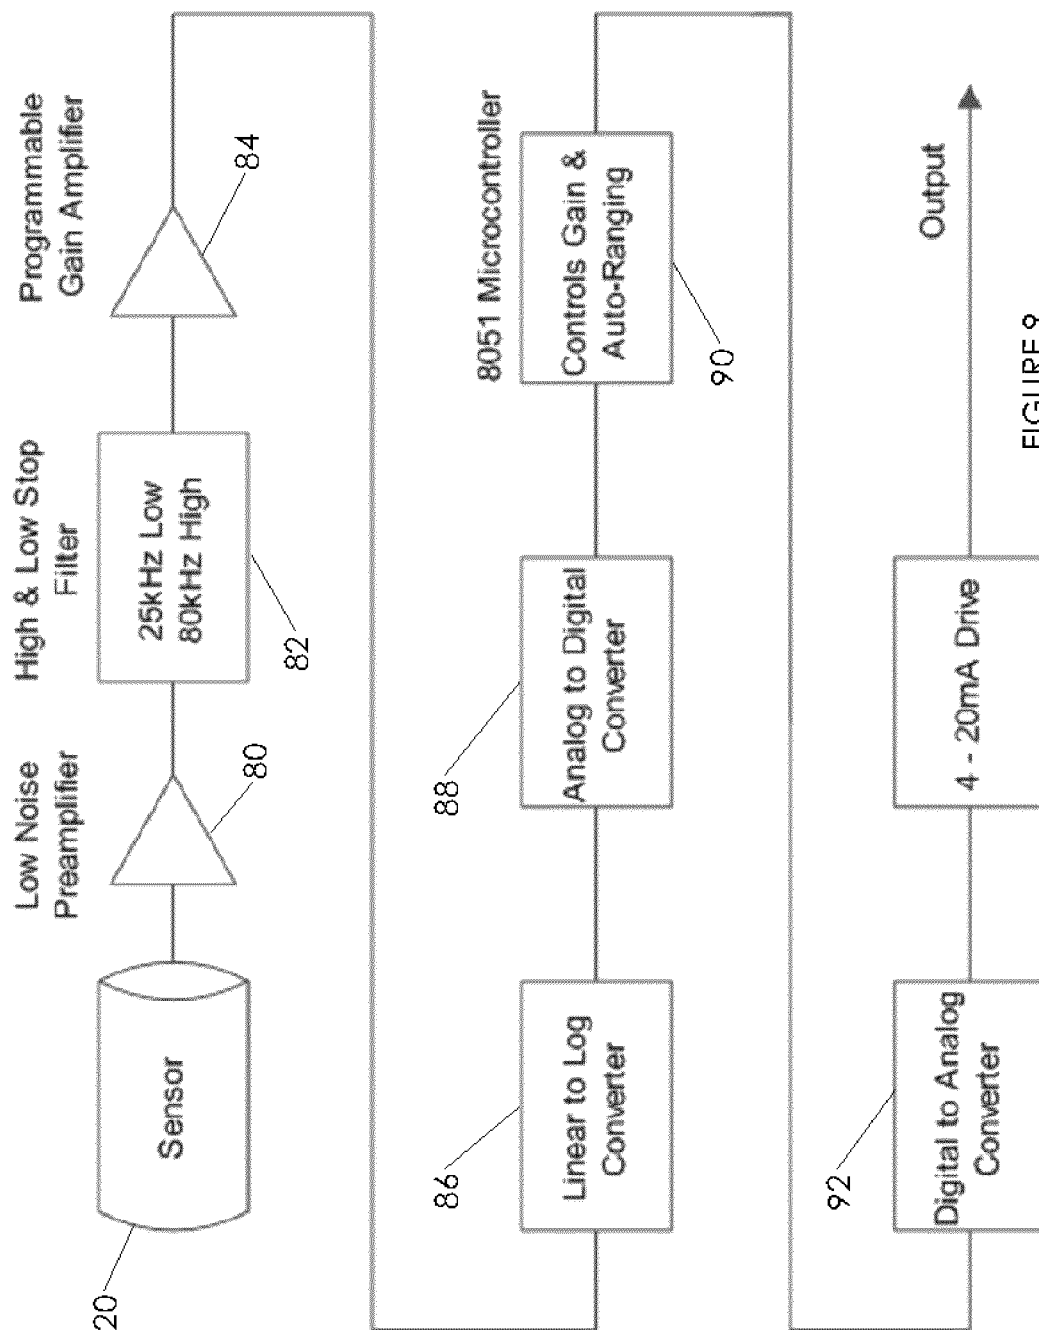 Low Noise
Preamplifier
High & Low Stop
Filter
Programmable
Gain Amplifier
Sensor
25kHz Low
80kHz High
20
80
82
84
8051 Microcontroller
Linear to Log
Converter
Analog to Digital
Converter
Controls Gain &
Auto-Ranging
86
88
90
Digital to Analog
Converter
4 - 20mA Drive
Output
92
FIGURE 9